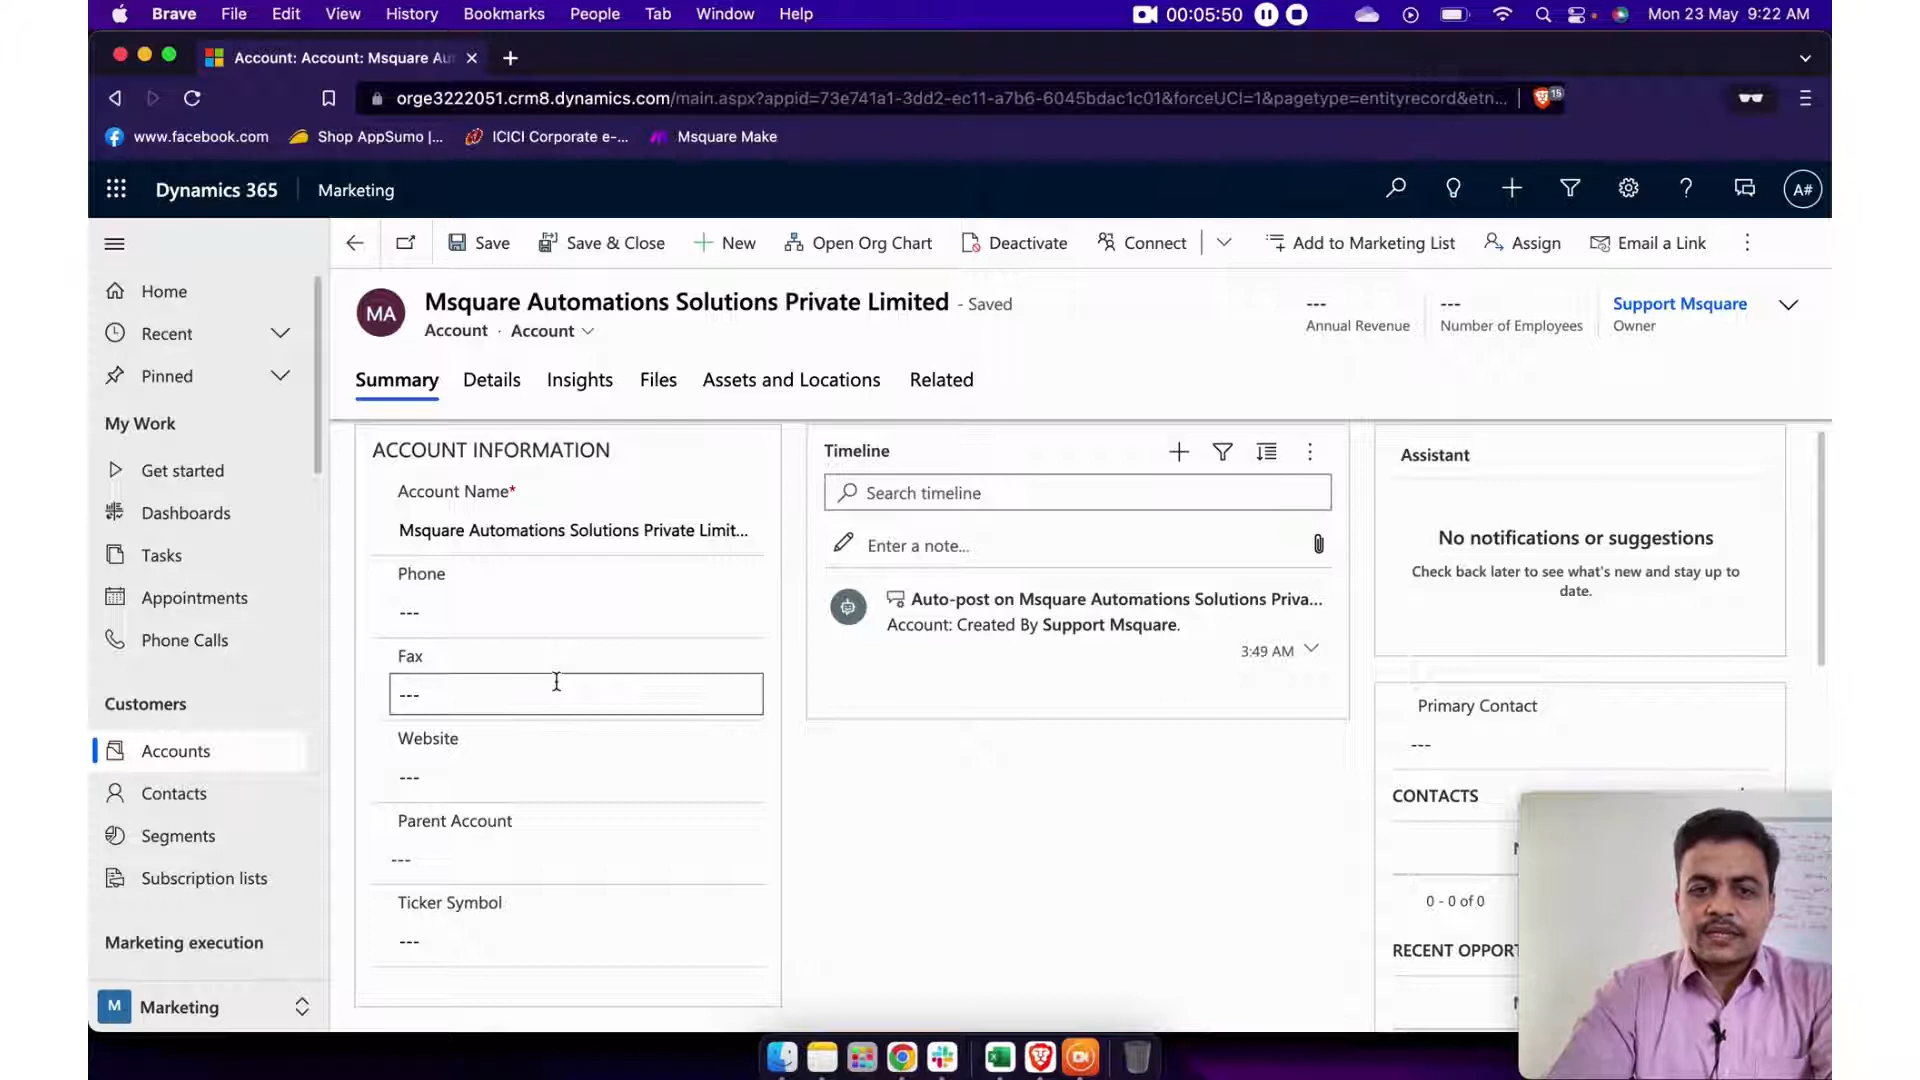 Brave File Edit View History Bookmarks People Tab Window Help 00:05:50 Mon 23 May 9:22 AM
Account: Account: Msquare Au
orge3222051.crm8.dynamics.com/main.aspx?appid=73e741a1-3dd2-ec11-a7b6-6045bdac1c01&forceUCI=1&pagetype=entityrecord&etn... 15
www.facebook.com Shop AppSumo |... ICICI Corporate e-... Msquare Make
Dynamics 365 Marketing A#
Save Save & Close New Open Org Chart Deactivate Connect Add to Marketing List Assign Email a Link
Home
Recent
Pinned
My Work
Get started
Dashboards
Tasks
Appointments
Phone Calls
Customers
Accounts
Contacts
Segments
Subscription lists
Marketing execution
M Marketing
MA
Msquare Automations Solutions Private Limited - Saved
Account · Account
---
Annual Revenue
---
Number of Employees
Support Msquare
Owner
Summary Details Insights Files Assets and Locations Related
ACCOUNT INFORMATION
Account Name*
Msquare Automations Solutions Private Limit...
Phone
---
Fax
---
Website
---
Parent Account
---
Ticker Symbol
---
Timeline
Search timeline
Enter a note...
Auto-post on Msquare Automations Solutions Priva...
Account: Created By Support Msquare.
3:49 AM
Assistant
No notifications or suggestions
Check back later to see what's new and stay up to
date.
Primary Contact
---
CONTACTS
0 - 0 of 0
RECENT OPPORT